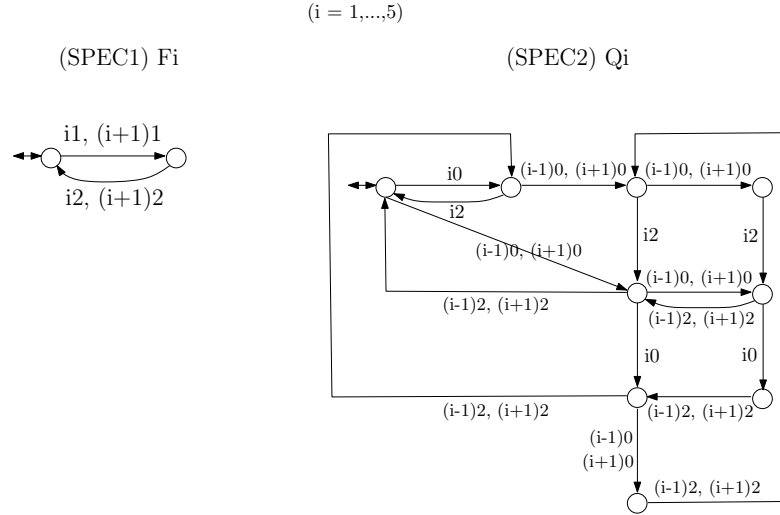 (i = 1,...,5)
(SPEC1) Fi
(SPEC2) Qi
i1, (i+1)1
i2, (i+1)2
i0
(i-1)0, (i+1)0
(i-1)0, (i+1)0
i2
(i-1)0, (i+1)0
i2
i2
(i-1)0, (i+1)0
(i-1)2, (i+1)2
(i-1)2, (i+1)2
i0
i0
(i-1)2, (i+1)2
(i-1)2, (i+1)2
(i-1)0
(i+1)0
(i-1)2, (i+1)2